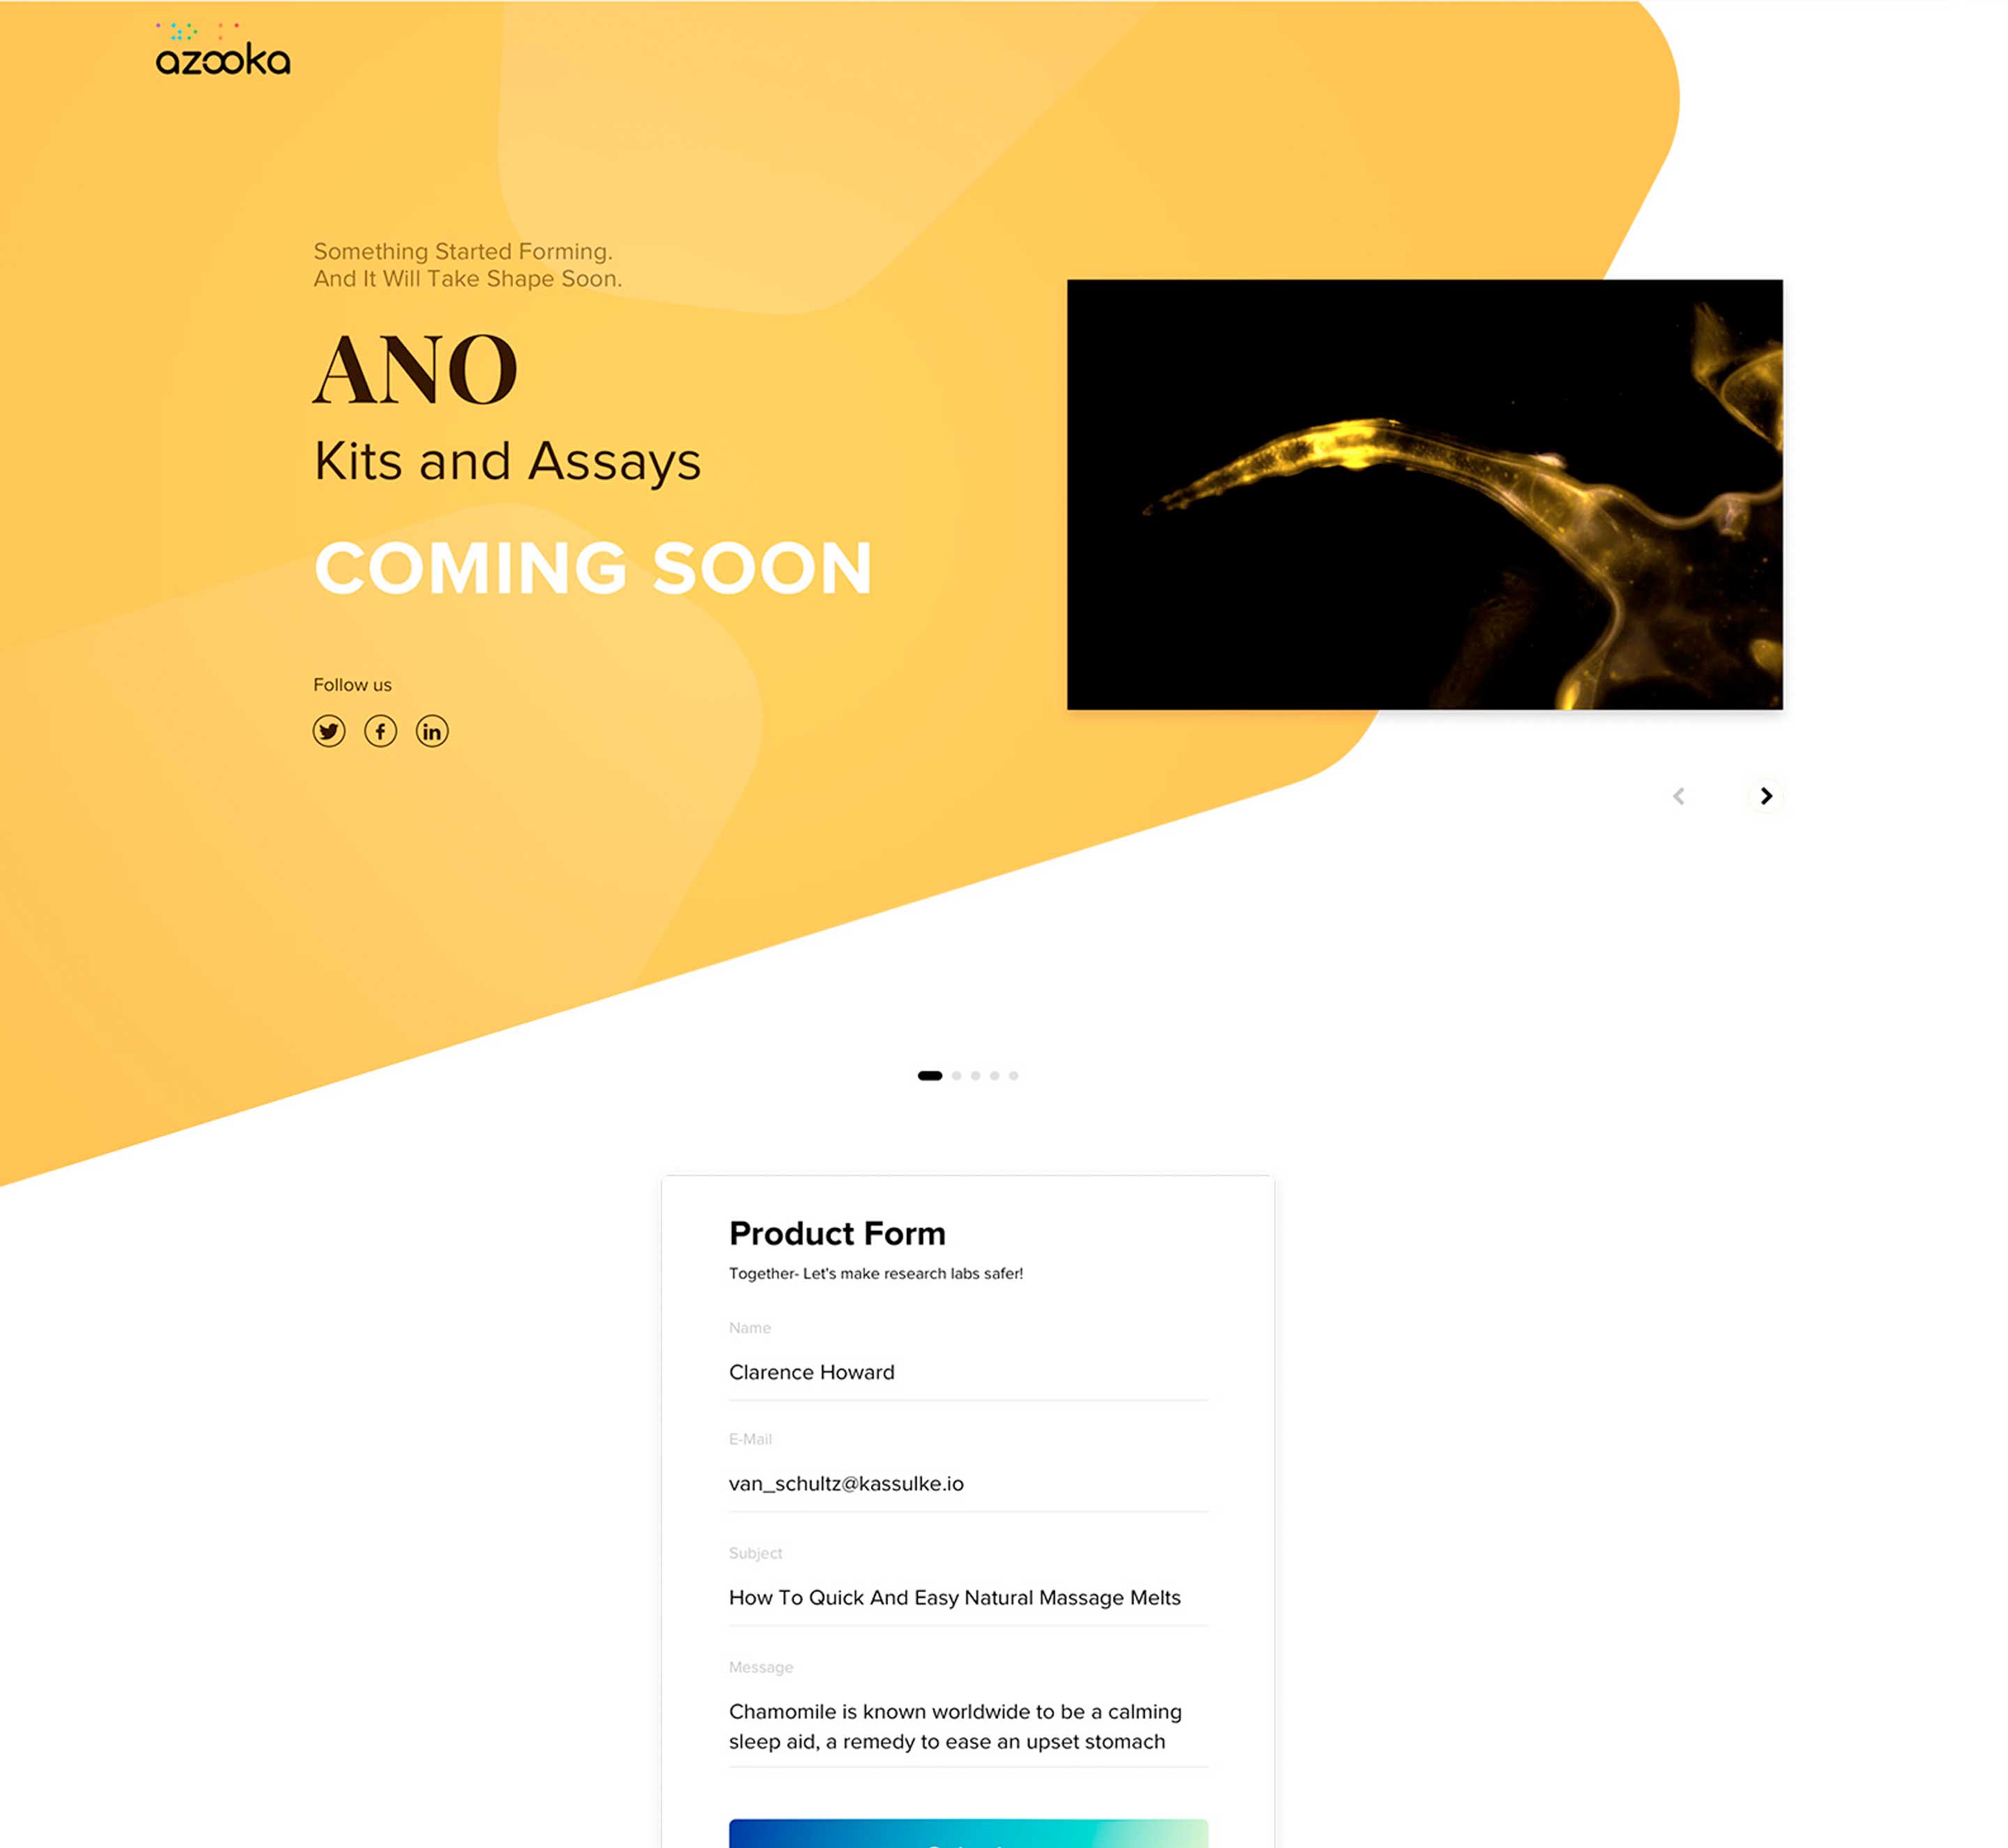 azooka
Something Started Forming.
And It Will Take Shape Soon.
ANO
Kits and Assays
COMING SOON
Follow us
Product Form
Together- Let's make research labs safer!
Name
Clarence Howard
E-Mail
van_schultz@kassulke.io
Subject
How To Quick And Easy Natural Massage Melts
Message
Chamomile is known worldwide to be a calming
sleep aid, a remedy to ease an upset stomach